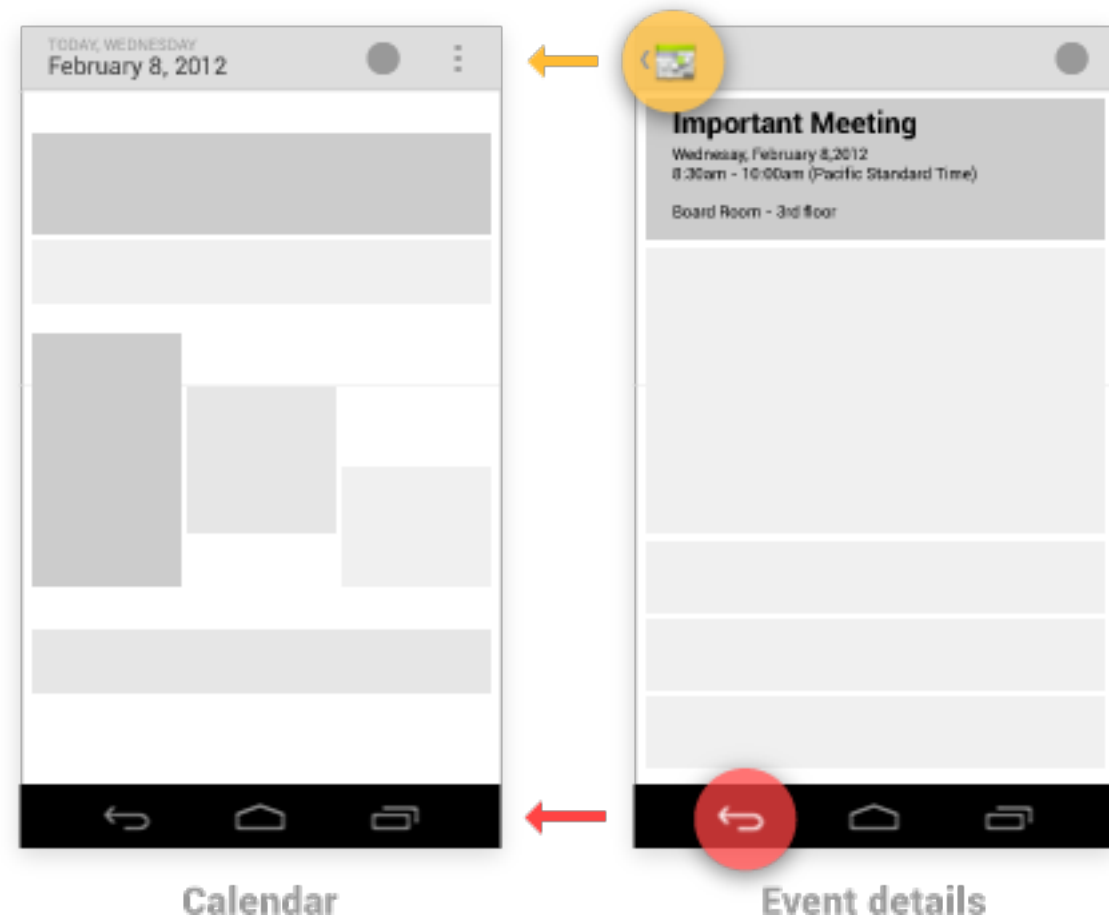 TODAY, WEDNESDAY
February 8, 2012
Important Meeting
Wednesay, February 8,2012
8:30am - 10:00am (Pacific Standard Time)
Board Room - 3rd floor
Calendar
Event details